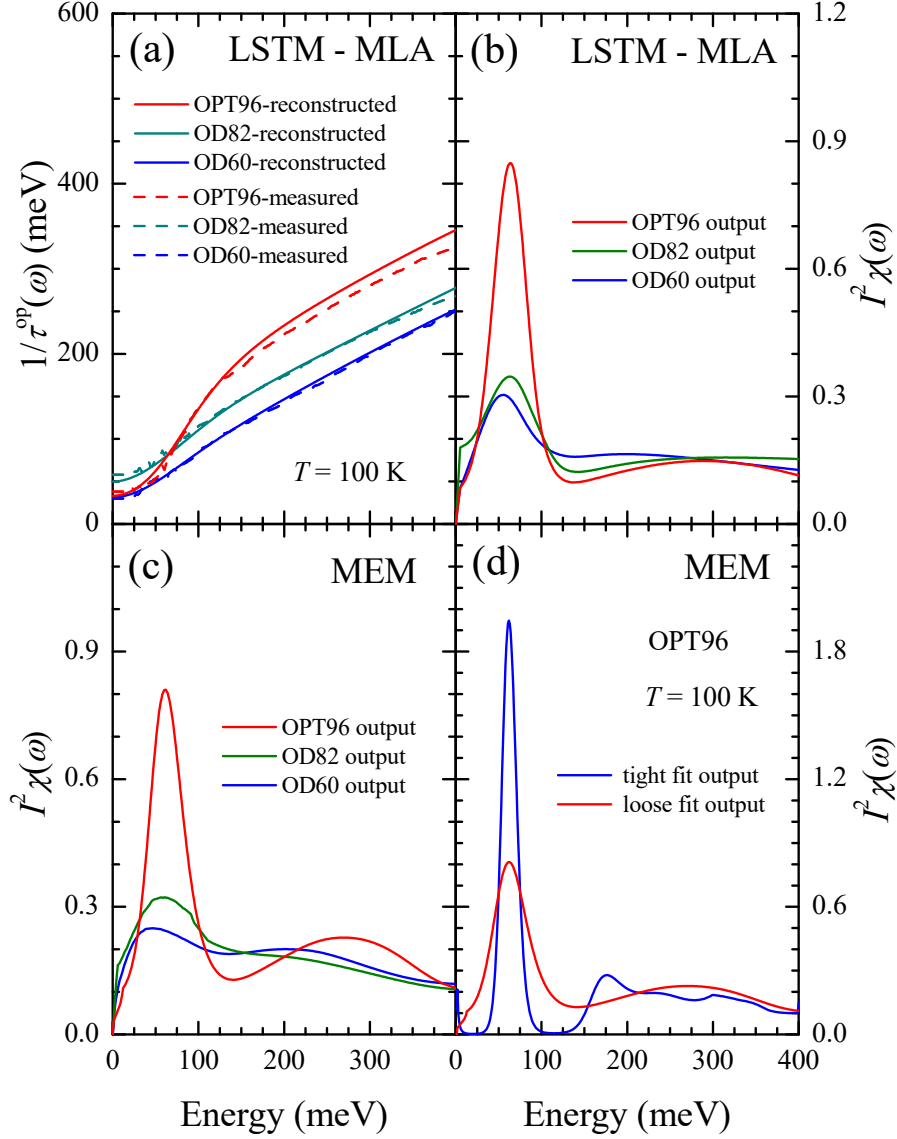 (a) LSTM - MLA
600
400
200
0
1/τᵒᵖ(ω) (meV)
OPT96-reconstructed
OD82-reconstructed
OD60-reconstructed
OPT96-measured
OD82-measured
OD60-measured
T = 100 K
(b) LSTM - MLA
1.2
0.9
0.6
0.3
0.0
I²χ(ω)
OPT96 output
OD82 output
OD60 output
(c) MEM
0.9
0.6
0.3
0.0
I²χ(ω)
OPT96 output
OD82 output
OD60 output
0 100 200 300
Energy (meV)
(d) MEM
OPT96
T = 100 K
tight fit output
loose fit output
1.8
1.2
0.6
0.0
I²χ(ω)
0 100 200 300 400
Energy (meV)